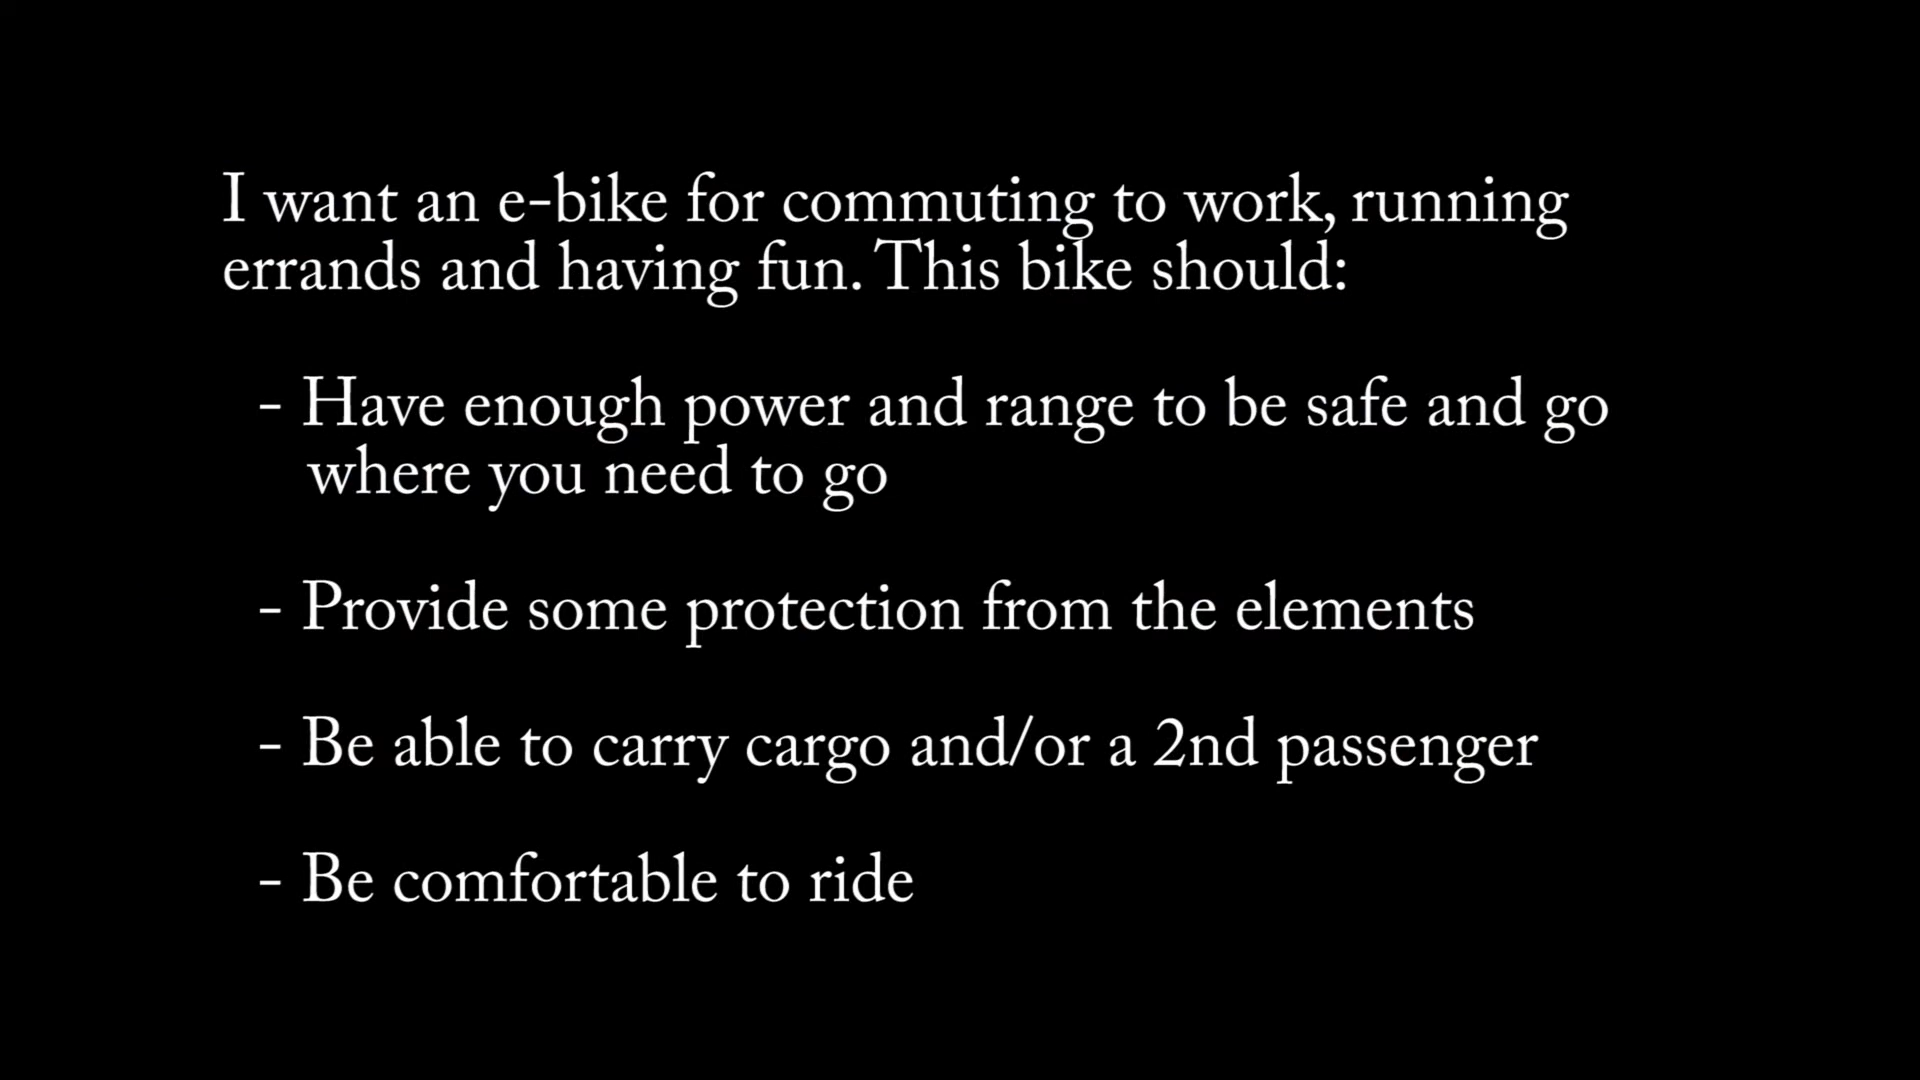 I want an e-bike for commuting to work, running
errands and having fun. This bike should:
- Have enough power and range to be safe and go
where you need to go
- Provide some protection from the elements
- Be able to carry cargo and/or a 2nd passenger
- Be comfortable to ride